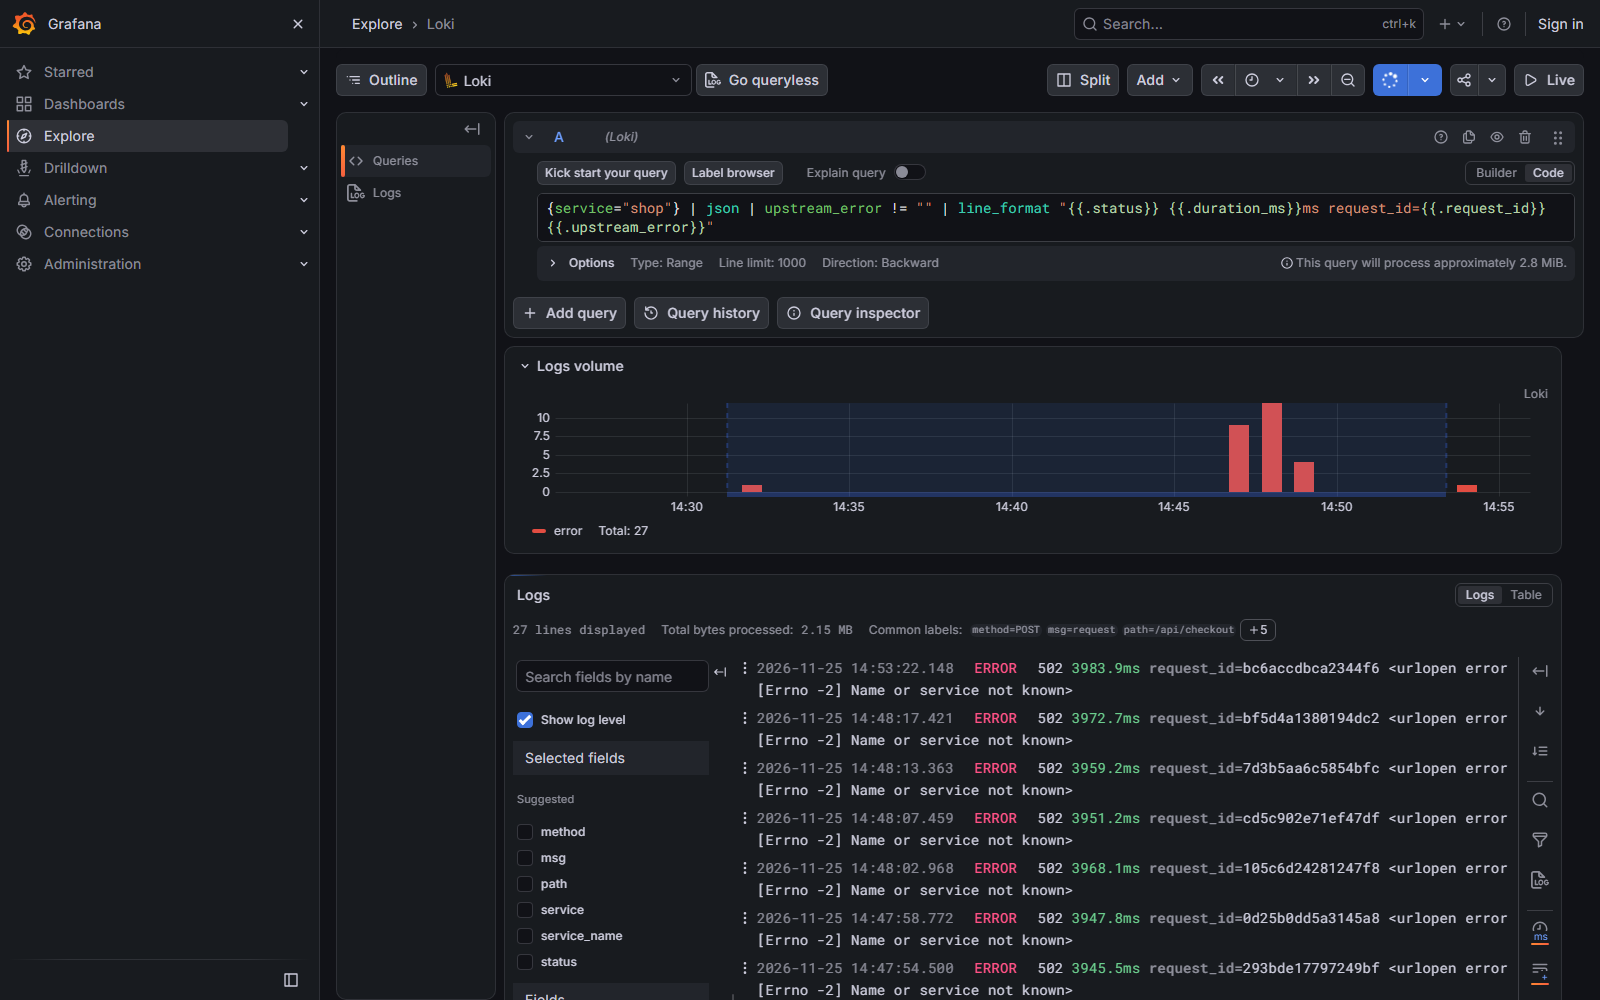 Grafana
Explore › Loki
Search...
ctrl+k
Sign in
Starred
Dashboards
Explore
Drilldown
Alerting
Connections
Administration
Outline
Loki
Go queryless
Split
Add
Live
Queries
Logs
A
(Loki)
Kick start your query
Label browser
Explain query
Builder
Code
{service="shop"} | json | upstream_error != "" | line_format "{{.status}} {{.duration_ms}}ms request_id={{.request_id}}
{{.upstream_error}}"
Options
Type: Range
Line limit: 1000
Direction: Backward
This query will process approximately 2.8 MiB.
Add query
Query history
Query inspector
Logs volume
Loki
10
7.5
5
2.5
0
14:30
14:35
14:40
14:45
14:50
14:55
error
Total: 27
Logs
Logs
Table
27 lines displayed
Total bytes processed: 2.15 MB
Common labels: method=POST msg=request path=/api/checkout
+5
Search fields by name
Show log level
Selected fields
Suggested
method
msg
path
service
service_name
status
Fields
2026-11-25 14:53:22.148 ERROR 502 3983.9ms request_id=bc6accdbca2344f6 <urlopen error
[Errno -2] Name or service not known>
2026-11-25 14:48:17.421 ERROR 502 3972.7ms request_id=bf5d4a1380194dc2 <urlopen error
[Errno -2] Name or service not known>
2026-11-25 14:48:13.363 ERROR 502 3959.2ms request_id=7d3b5aa6c5854bfc <urlopen error
[Errno -2] Name or service not known>
2026-11-25 14:48:07.459 ERROR 502 3951.2ms request_id=cd5c902e71ef47df <urlopen error
[Errno -2] Name or service not known>
2026-11-25 14:48:02.968 ERROR 502 3968.1ms request_id=105c6d24281247f8 <urlopen error
[Errno -2] Name or service not known>
2026-11-25 14:47:58.772 ERROR 502 3947.8ms request_id=0d25b0dd5a3145a8 <urlopen error
[Errno -2] Name or service not known>
2026-11-25 14:47:54.500 ERROR 502 3945.5ms request_id=293bde17797249bf <urlopen error
[Errno -2] Name or service not known>
LOG
ms